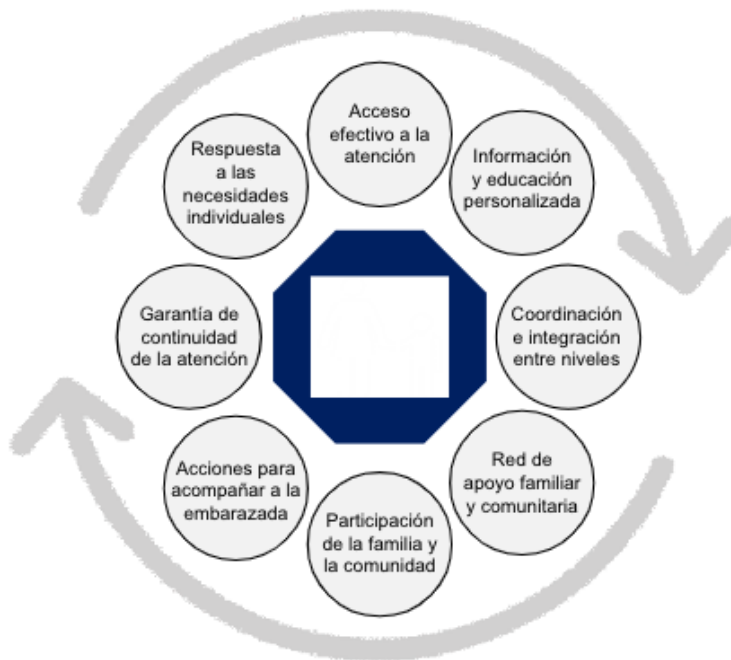 Acceso
efectivo a la
atención
Información
y educación
personalizada
Coordinación
e integración
entre niveles
Red de
apoyo familiar
y comunitaria
Participación
de la familia y
la comunidad
Acciones para
acompañar a la
embarazada
Garantía de
continuidad
de la atención
Respuesta
a las
necesidades
individuales